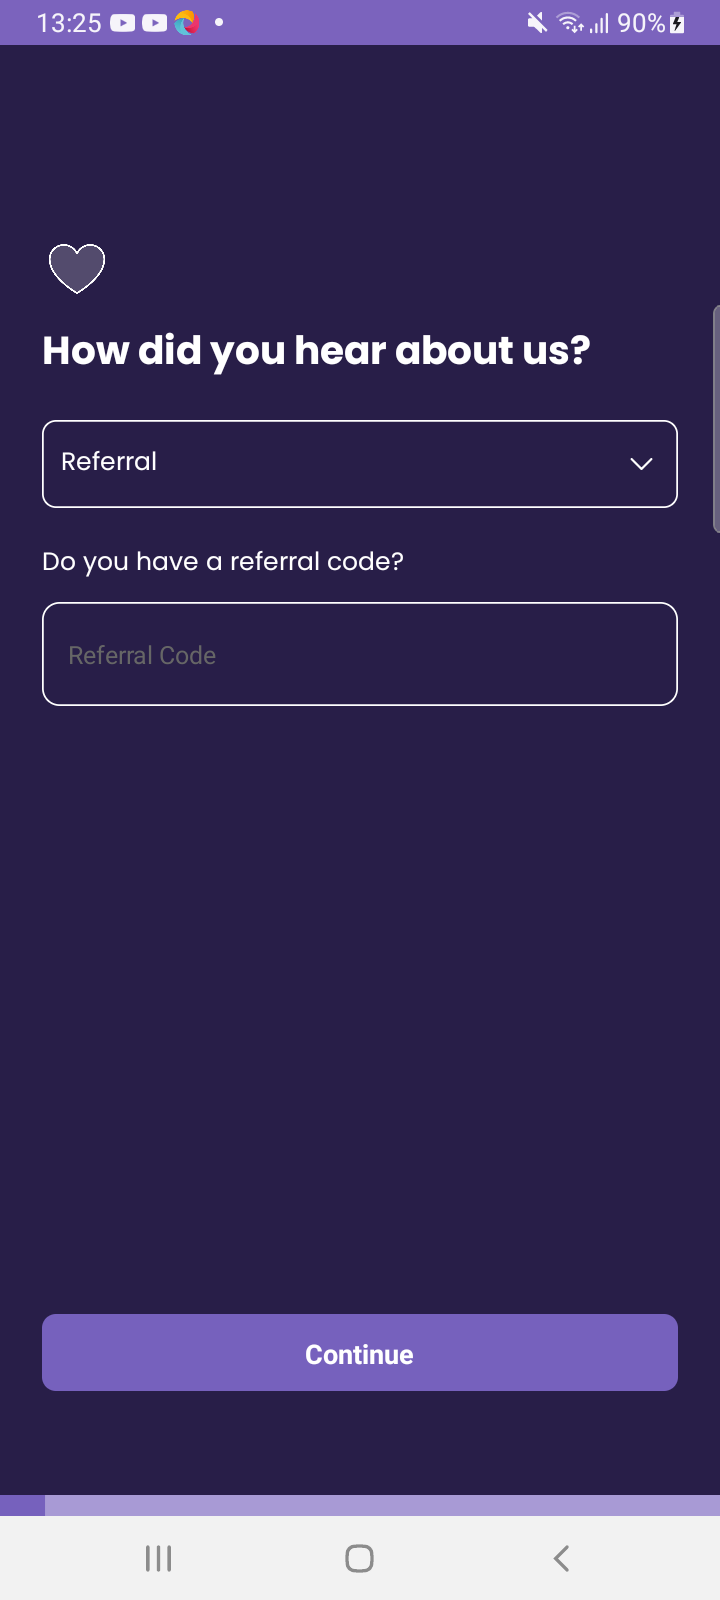 13:25 90%
How did you hear about us?
Referral
Do you have a referral code?
Referral Code
Continue